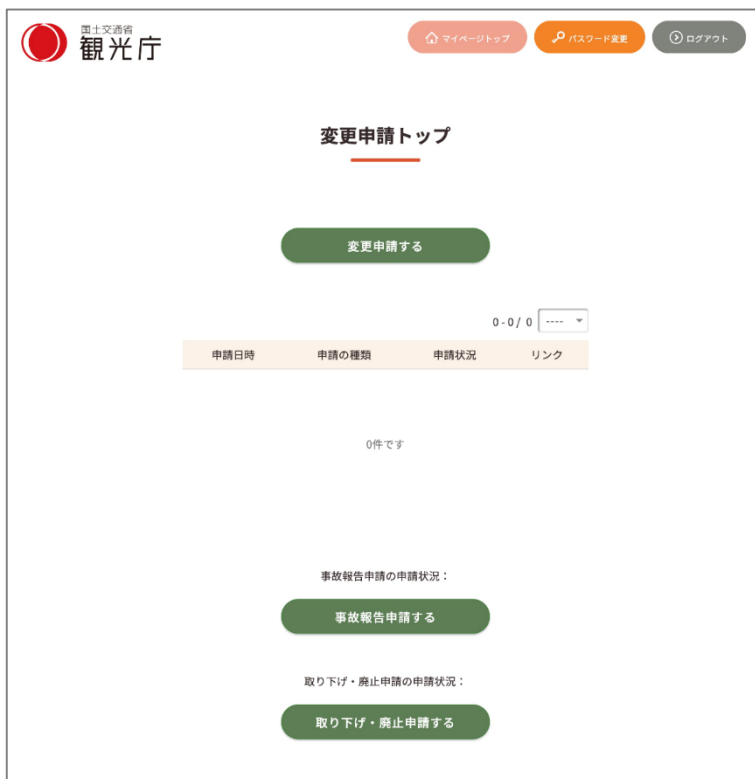 国土交通省
観光庁
マイページトップ
パスワード変更
ログアウト
変更申請トップ
変更申請する
0-0/ 0 ----
申請日時 申請の種類 申請状況 リンク
0件です
事故報告申請の申請状況：
事故報告申請する
取り下げ・廃止申請の申請状況：
取り下げ・廃止申請する